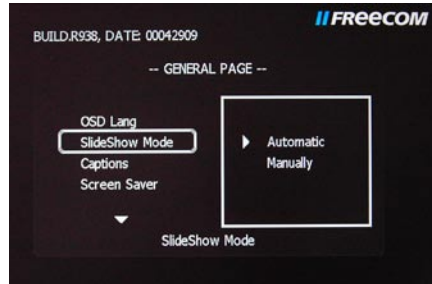 FREECOM
BUILD.R938, DATE 00042909
-- GENERAL PAGE --
OSD Lang
SlideShow Mode
Captions
Screen Saver
Automatic
Manually
SlideShow Mode